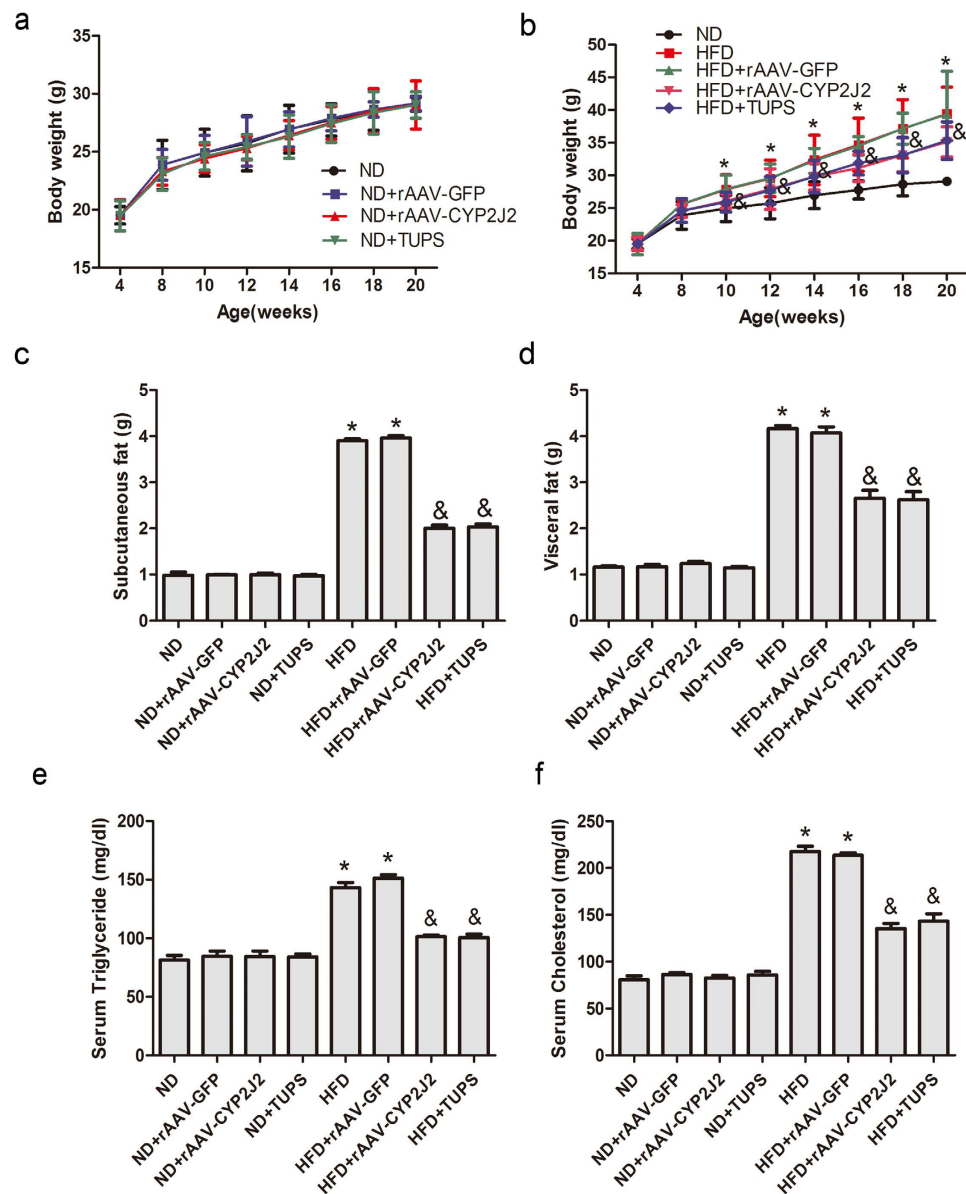 a
Body weight (g)
35
30
25
20
15
4 8 10 12 14 16 18 20
Age(weeks)
ND
ND+rAAV-GFP
ND+rAAV-CYP2J2
ND+TUPS
b
Body weight (g)
50
45
40
35
30
25
20
15
4 8 10 12 14 16 18 20
Age(weeks)
ND
HFD
HFD+rAAV-GFP
HFD+rAAV-CYP2J2
HFD+TUPS
* * * * * *
& & & & & &
c
Subcutaneous fat (g)
5
4
3
2
1
0
* * & &
ND
ND+rAAV-GFP
ND+rAAV-CYP2J2
ND+TUPS
HFD
HFD+rAAV-GFP
HFD+rAAV-CYP2J2
HFD+TUPS
d
Visceral fat (g)
5
4
3
2
1
0
* * & &
ND
ND+rAAV-GFP
ND+rAAV-CYP2J2
ND+TUPS
HFD
HFD+rAAV-GFP
HFD+rAAV-CYP2J2
HFD+TUPS
e
Serum Triglyceride (mg/dl)
200
150
100
50
0
* * & &
ND
ND+rAAV-GFP
ND+rAAV-CYP2J2
ND+TUPS
HFD
HFD+rAAV-GFP
HFD+rAAV-CYP2J2
HFD+TUPS
f
Serum Cholesterol (mg/dl)
250
200
150
100
50
0
* * & &
ND
ND+rAAV-GFP
ND+rAAV-CYP2J2
ND+TUPS
HFD
HFD+rAAV-GFP
HFD+rAAV-CYP2J2
HFD+TUPS